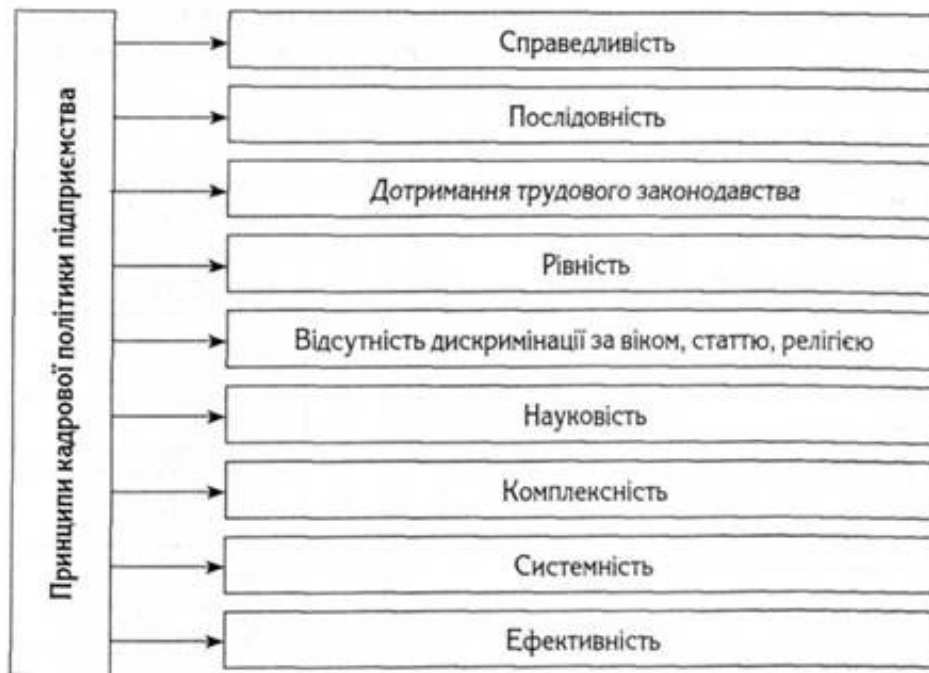 Принципи кадрової політики підприємства
Справедливість
Послідовність
Дотримання трудового законодавства
Рівність
Відсутність дискримінації за віком, статтю, релігією
Науковість
Комплексність
Системність
Ефективність